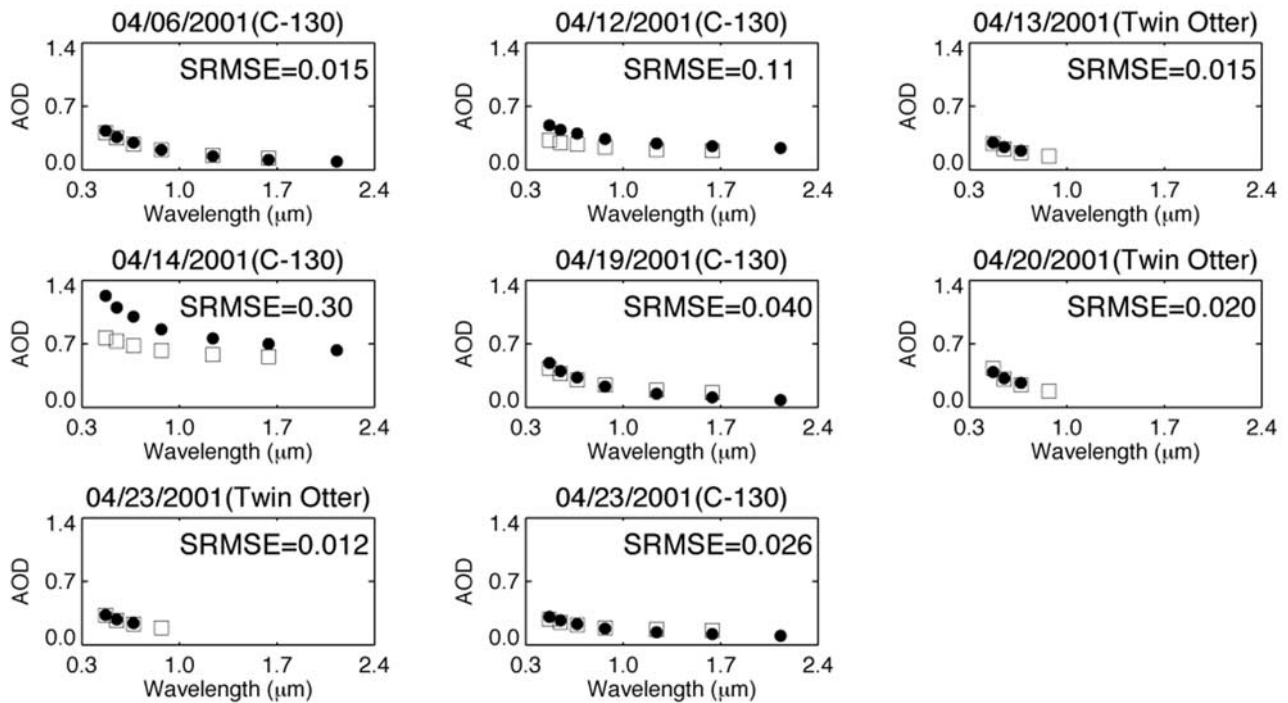 04/06/2001(C-130)
1.4
SRMSE=0.015
AOD
0.7
0.0
0.3 1.0 1.7 2.4
Wavelength (μm)
04/12/2001(C-130)
1.4
SRMSE=0.11
AOD
0.7
0.0
0.3 1.0 1.7 2.4
Wavelength (μm)
04/13/2001(Twin Otter)
1.4
SRMSE=0.015
AOD
0.7
0.0
0.3 1.0 1.7 2.4
Wavelength (μm)
04/14/2001(C-130)
1.4
SRMSE=0.30
AOD
0.7
0.0
0.3 1.0 1.7 2.4
Wavelength (μm)
04/19/2001(C-130)
1.4
SRMSE=0.040
AOD
0.7
0.0
0.3 1.0 1.7 2.4
Wavelength (μm)
04/20/2001(Twin Otter)
1.4
SRMSE=0.020
AOD
0.7
0.0
0.3 1.0 1.7 2.4
Wavelength (μm)
04/23/2001(Twin Otter)
1.4
SRMSE=0.012
AOD
0.7
0.0
0.3 1.0 1.7 2.4
Wavelength (μm)
04/23/2001(C-130)
1.4
SRMSE=0.026
AOD
0.7
0.0
0.3 1.0 1.7 2.4
Wavelength (μm)